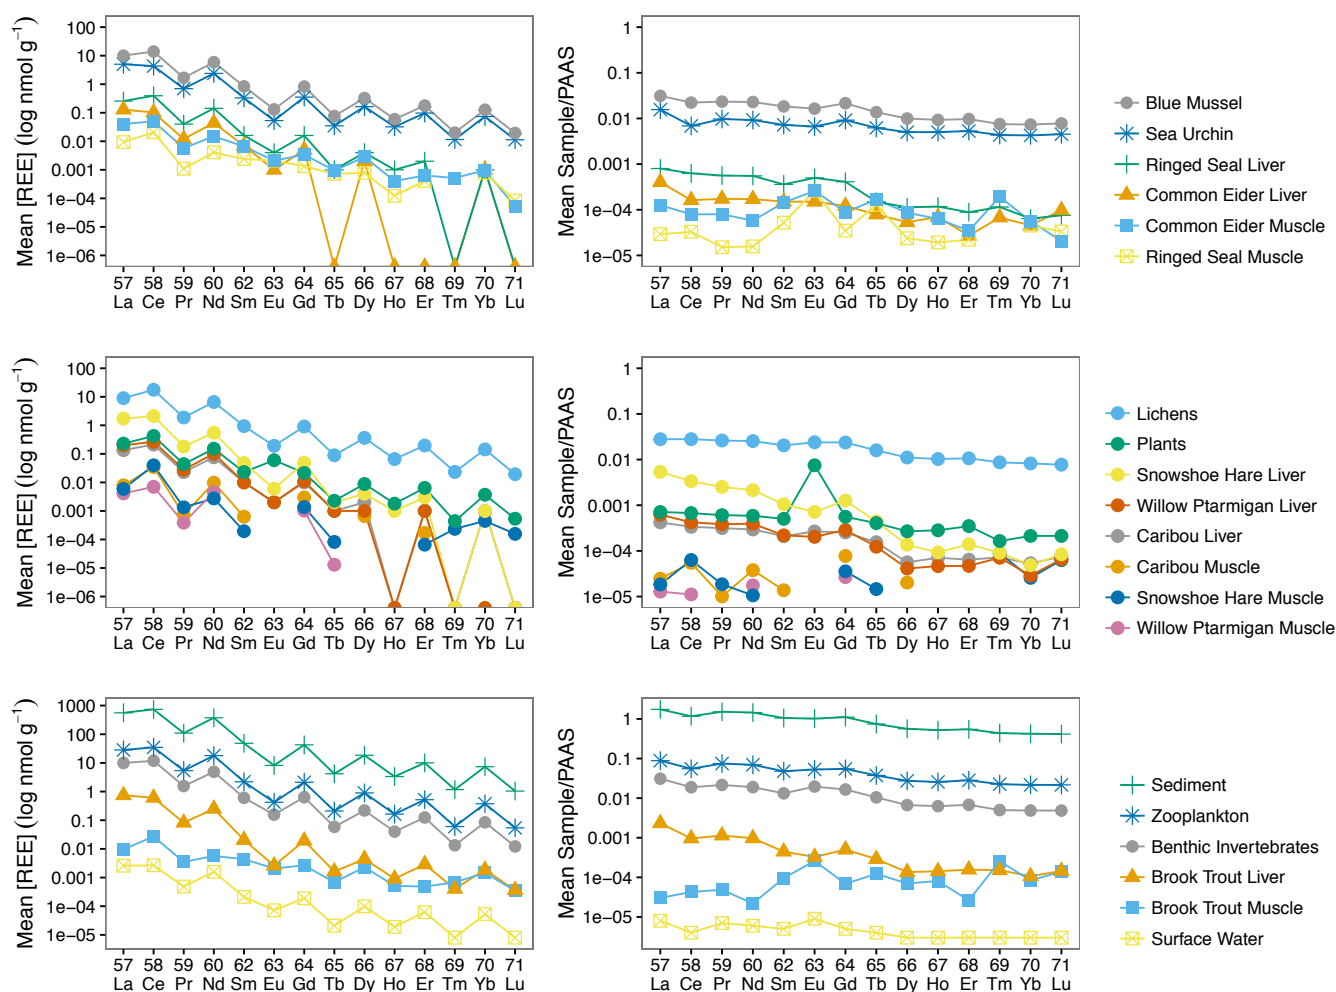 Mean [REE] (log nmol g⁻¹)
100
10
1
0.1
0.01
0.001
1e−04
1e−05
1e−06
57 58 59 60 62 63 64 65 66 67 68 69 70 71
La Ce Pr Nd Sm Eu Gd Tb Dy Ho Er Tm Yb Lu
Mean Sample/PAAS
1
0.1
0.01
0.001
1e−04
1e−05
57 58 59 60 62 63 64 65 66 67 68 69 70 71
La Ce Pr Nd Sm Eu Gd Tb Dy Ho Er Tm Yb Lu
Blue Mussel
Sea Urchin
Ringed Seal Liver
Common Eider Liver
Common Eider Muscle
Ringed Seal Muscle
Mean [REE] (log nmol g⁻¹)
100
10
1
0.1
0.01
0.001
1e−04
1e−05
1e−06
57 58 59 60 62 63 64 65 66 67 68 69 70 71
La Ce Pr Nd Sm Eu Gd Tb Dy Ho Er Tm Yb Lu
Mean Sample/PAAS
1
0.1
0.01
0.001
1e−04
1e−05
57 58 59 60 62 63 64 65 66 67 68 69 70 71
La Ce Pr Nd Sm Eu Gd Tb Dy Ho Er Tm Yb Lu
Lichens
Plants
Snowshoe Hare Liver
Willow Ptarmigan Liver
Caribou Liver
Caribou Muscle
Snowshoe Hare Muscle
Willow Ptarmigan Muscle
Mean [REE] (log nmol g⁻¹)
1000
100
10
1
0.1
0.01
0.001
1e−04
1e−05
57 58 59 60 62 63 64 65 66 67 68 69 70 71
La Ce Pr Nd Sm Eu Gd Tb Dy Ho Er Tm Yb Lu
Mean Sample/PAAS
1
0.1
0.01
0.001
1e−04
1e−05
57 58 59 60 62 63 64 65 66 67 68 69 70 71
La Ce Pr Nd Sm Eu Gd Tb Dy Ho Er Tm Yb Lu
Sediment
Zooplankton
Benthic Invertebrates
Brook Trout Liver
Brook Trout Muscle
Surface Water